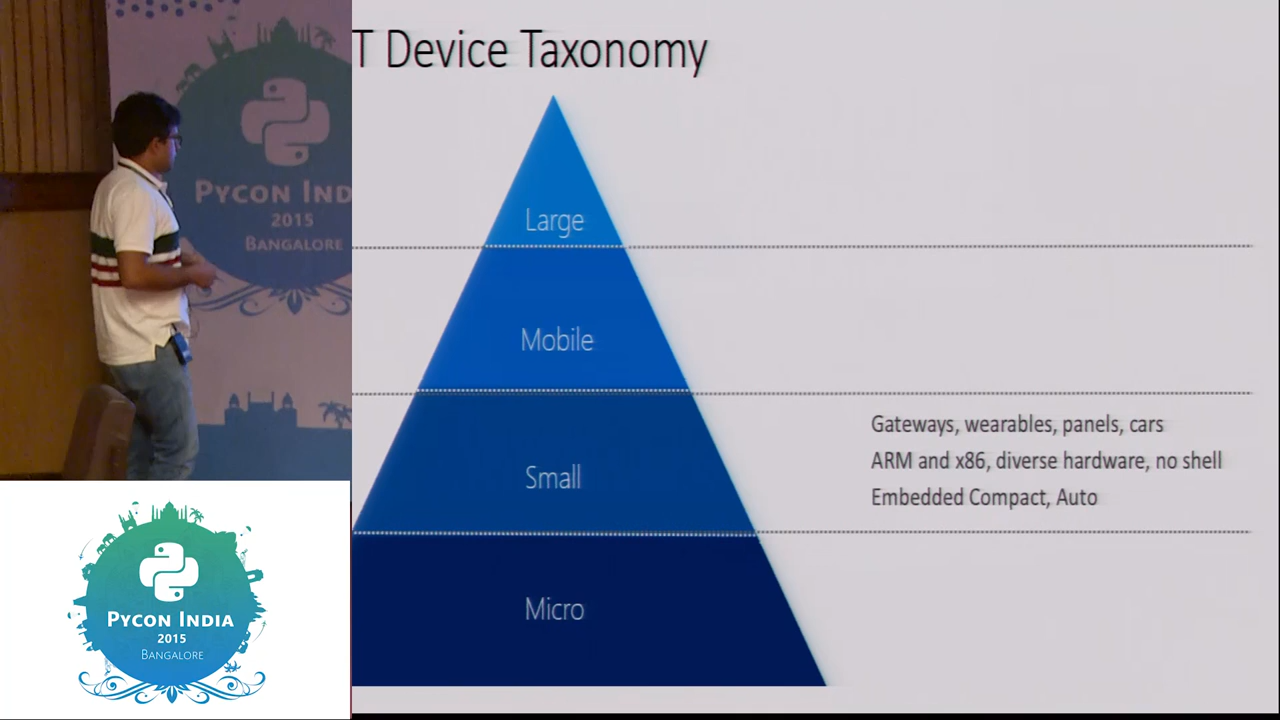 T Device Taxonomy
Large
Mobile
Small
Gateways, wearables, panels, cars
ARM and x86, diverse hardware, no shell
Embedded Compact, Auto
Micro
PYCON IND
2015
BANGALORE
PYCON INDIA
2015
BANGALORE